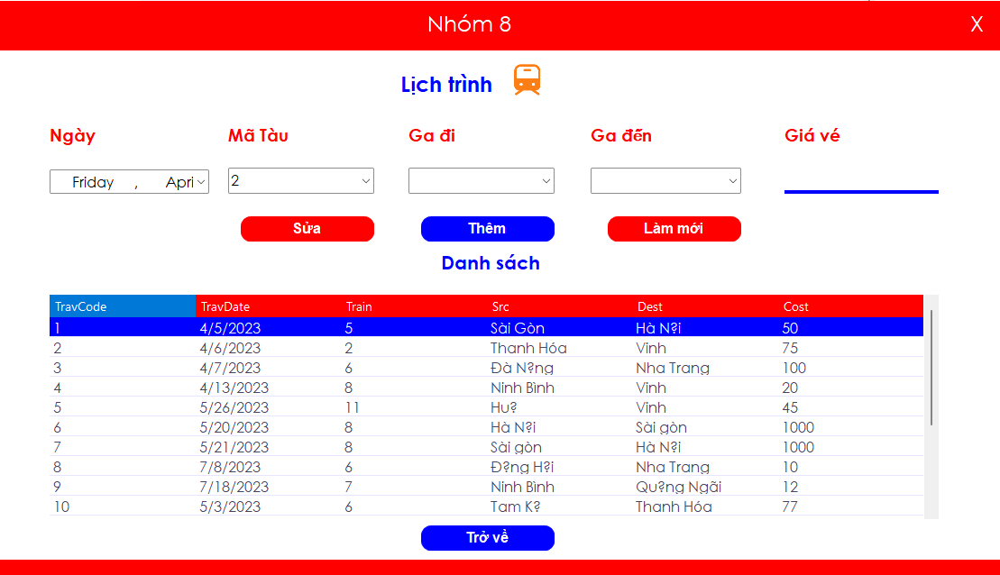 Nhóm 8 X
Lịch trình
Ngày Mã Tàu Ga đi Ga đến Giá vé
Friday , Apri 2
Sửa Thêm Làm mới
Danh sách
TravCode TravDate Train Src Dest Cost
1 4/5/2023 5 Sài Gòn Hà N?i 50
2 4/6/2023 2 Thanh Hóa Vinh 75
3 4/7/2023 6 Đà N?ng Nha Trang 100
4 4/13/2023 8 Ninh Bình Vinh 20
5 5/26/2023 11 Hu? Vinh 45
6 5/20/2023 8 Hà N?i Sài gòn 1000
7 5/21/2023 8 Sài gòn Hà N?i 1000
8 7/8/2023 6 Đ?ng H?i Nha Trang 10
9 7/18/2023 7 Ninh Bình Qu?ng Ngãi 12
10 5/3/2023 6 Tam K? Thanh Hóa 77
Trở về